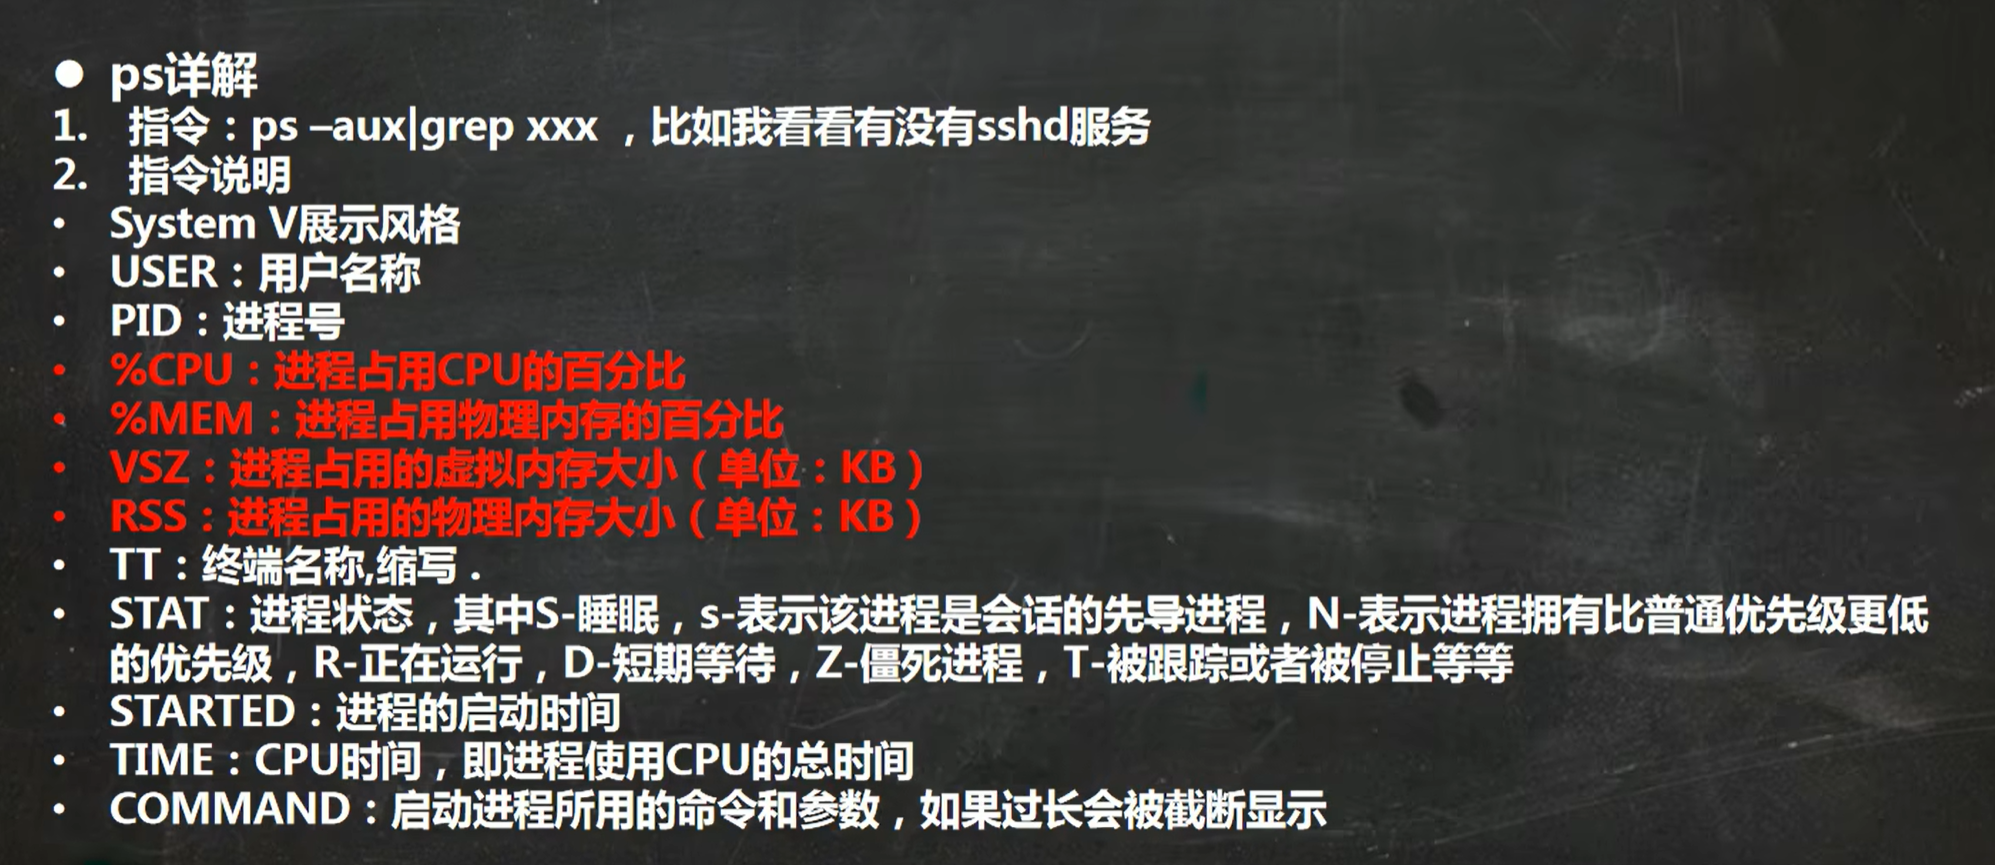 ● ps详解
1. 指令：ps –aux|grep xxx ，比如我看看有没有sshd服务
2. 指令说明
• System V展示风格
• USER：用户名称
• PID：进程号
• %CPU：进程占用CPU的百分比
• %MEM：进程占用物理内存的百分比
• VSZ：进程占用的虚拟内存大小（单位：KB）
• RSS：进程占用的物理内存大小（单位：KB）
• TT：终端名称,缩写 .
• STAT：进程状态，其中S-睡眠，s-表示该进程是会话的先导进程，N-表示进程拥有比普通优先级更低
的优先级，R-正在运行，D-短期等待，Z-僵死进程，T-被跟踪或者被停止等等
• STARTED：进程的启动时间
• TIME：CPU时间，即进程使用CPU的总时间
• COMMAND：启动进程所用的命令和参数，如果过长会被截断显示